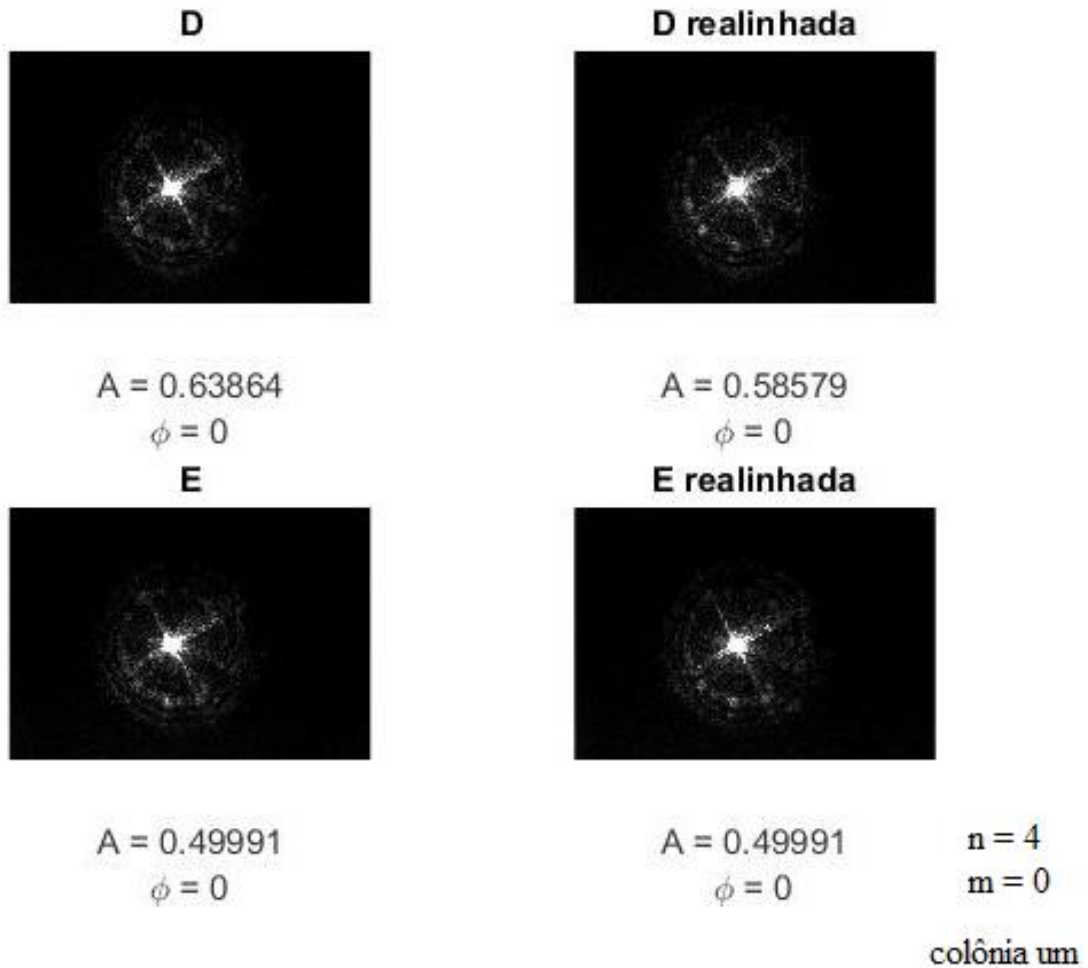 D
D realinhada
A = 0.63864
ϕ = 0
A = 0.58579
ϕ = 0
E
E realinhada
A = 0.49991
ϕ = 0
A = 0.49991
ϕ = 0
n = 4
m = 0
colônia um